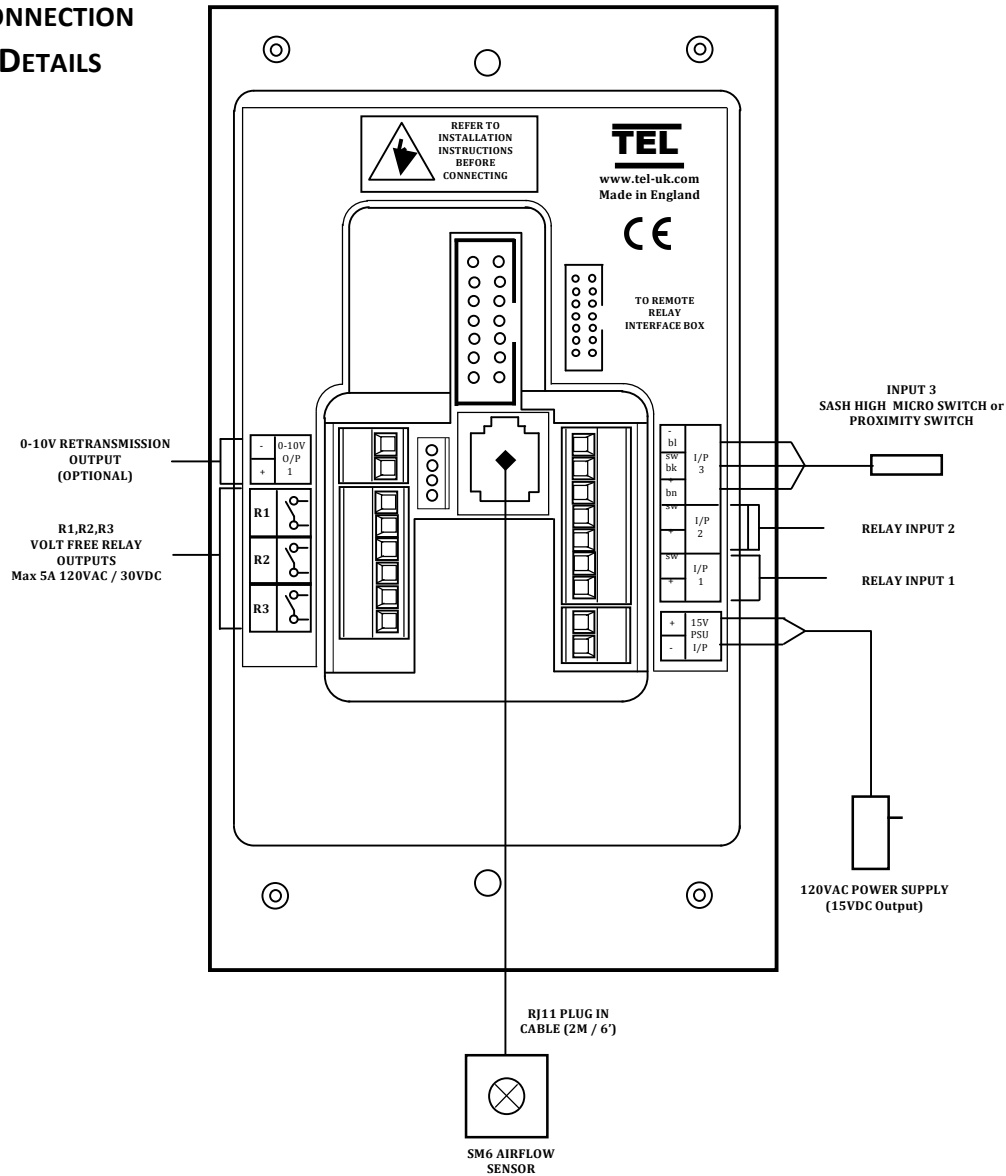 ONNECTION
DETAILS
REFER TO
INSTALLATION
INSTRUCTIONS
BEFORE
CONNECTING
TEL
www.tel-uk.com
Made in England
CE
TO REMOTE
RELAY
INTERFACE BOX
INPUT 3
SASH HIGH MICRO SWITCH or
PROXIMITY SWITCH
0-10V RETRANSMISSION
OUTPUT
(OPTIONAL)
- 0-10V
O/P
+ 1
R1
R2
R3
R1,R2,R3
VOLT FREE RELAY
OUTPUTS
Max 5A 120VAC / 30VDC
-
bl
sw
bk
+
bn
I/P
3
sw
+
I/P
2
sw
+
I/P
1
+ 15V
PSU
- I/P
RELAY INPUT 2
RELAY INPUT 1
120VAC POWER SUPPLY
(15VDC Output)
RJ11 PLUG IN
CABLE (2M / 6')
SM6 AIRFLOW
SENSOR